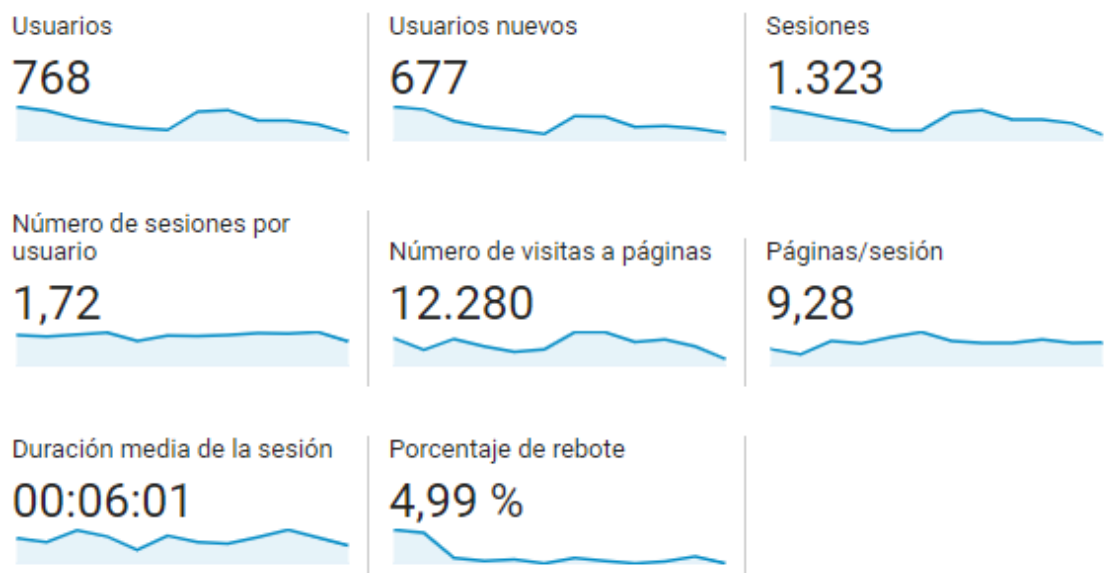 Usuarios
768
Usuarios nuevos
677
Sesiones
1.323
Número de sesiones por
usuario
1,72
Número de visitas a páginas
12.280
Páginas/sesión
9,28
Duración media de la sesión
00:06:01
Porcentaje de rebote
4,99 %